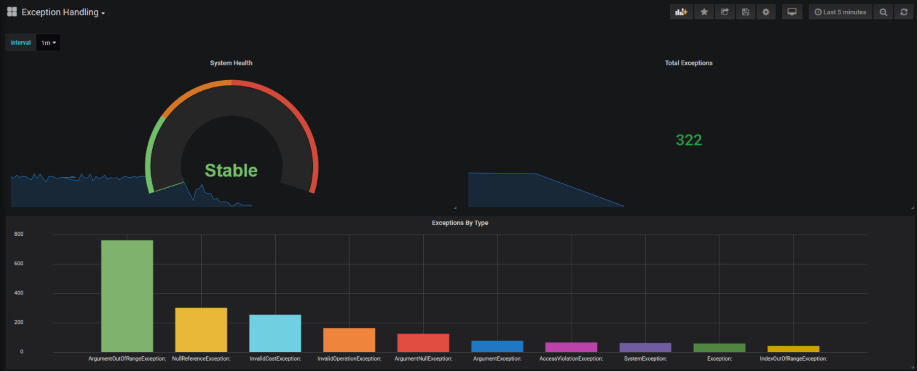 Exception Handling
Last 5 minutes
Interval 1m
System Health
Total Exceptions
Stable
322
Exceptions By Type
800
600
400
200
0
ArgumentOutOfRangeException: NullReferenceException: InvalidCastException: InvalidOperationException: ArgumentNullException: ArgumentException: AccessViolationException: SystemException: Exception: IndexOutOfRangeException: